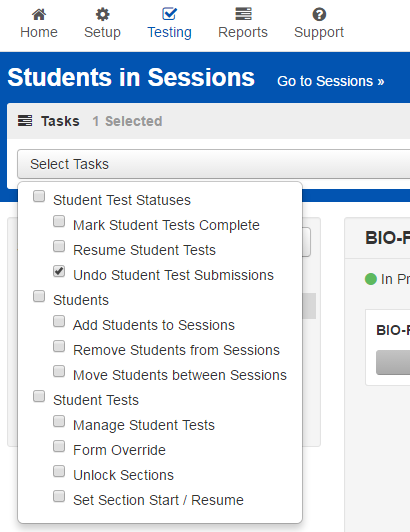 Home Setup Testing Reports Support
Students in Sessions Go to Sessions »
Tasks 1 Selected
Select Tasks
Student Test Statuses
Mark Student Tests Complete
Resume Student Tests
Undo Student Test Submissions
Students
Add Students to Sessions
Remove Students from Sessions
Move Students between Sessions
Student Tests
Manage Student Tests
Form Override
Unlock Sections
Set Section Start / Resume
BIO-F
In Pr
BIO-F